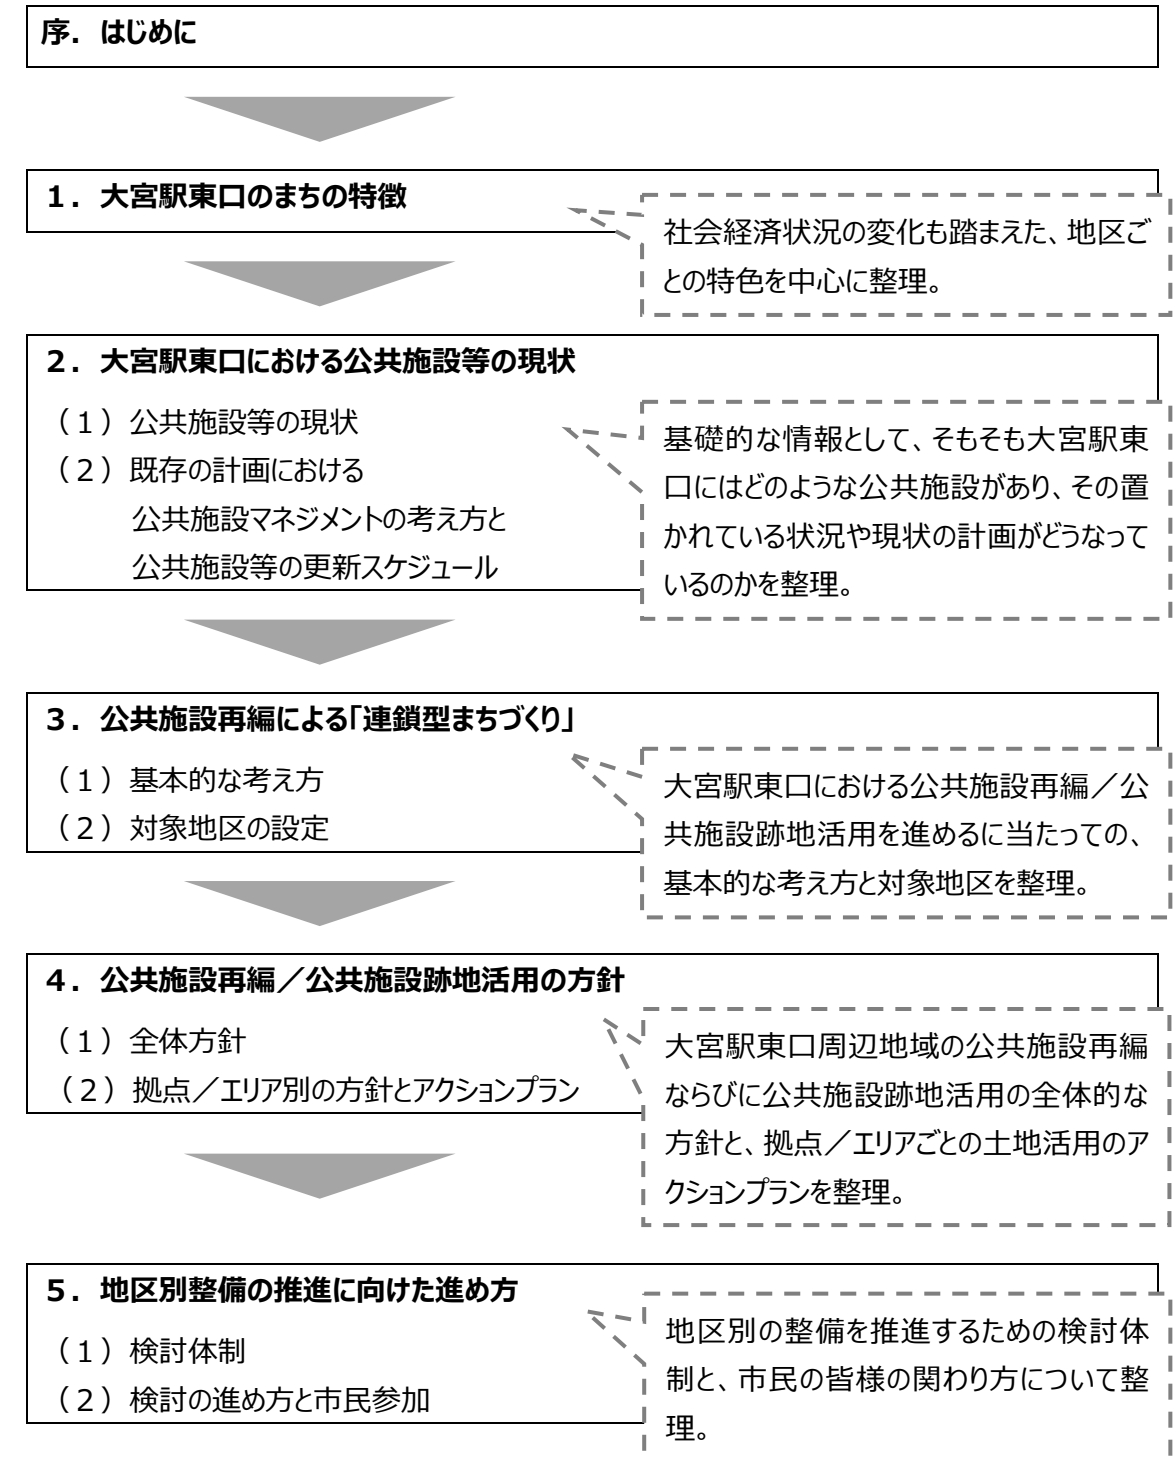 序．はじめに
１．大宮駅東口のまちの特徴
社会経済状況の変化も踏まえた、地区ご
との特色を中心に整理。
２．大宮駅東口における公共施設等の現状
（１）公共施設等の現状
（２）既存の計画における
公共施設マネジメントの考え方と
公共施設等の更新スケジュール
基礎的な情報として、そもそも大宮駅東
口にはどのような公共施設があり、その置
かれている状況や現状の計画がどうなって
いるのかを整理。
３．公共施設再編による「連鎖型まちづくり」
（１）基本的な考え方
（２）対象地区の設定
大宮駅東口における公共施設再編／公
共施設跡地活用を進めるに当たっての、
基本的な考え方と対象地区を整理。
４．公共施設再編／公共施設跡地活用の方針
（１）全体方針
（２）拠点／エリア別の方針とアクションプラン
大宮駅東口周辺地域の公共施設再編
ならびに公共施設跡地活用の全体的な
方針と、拠点／エリアごとの土地活用のア
クションプランを整理。
５．地区別整備の推進に向けた進め方
（１）検討体制
（２）検討の進め方と市民参加
地区別の整備を推進するための検討体
制と、市民の皆様の関わり方について整
理。